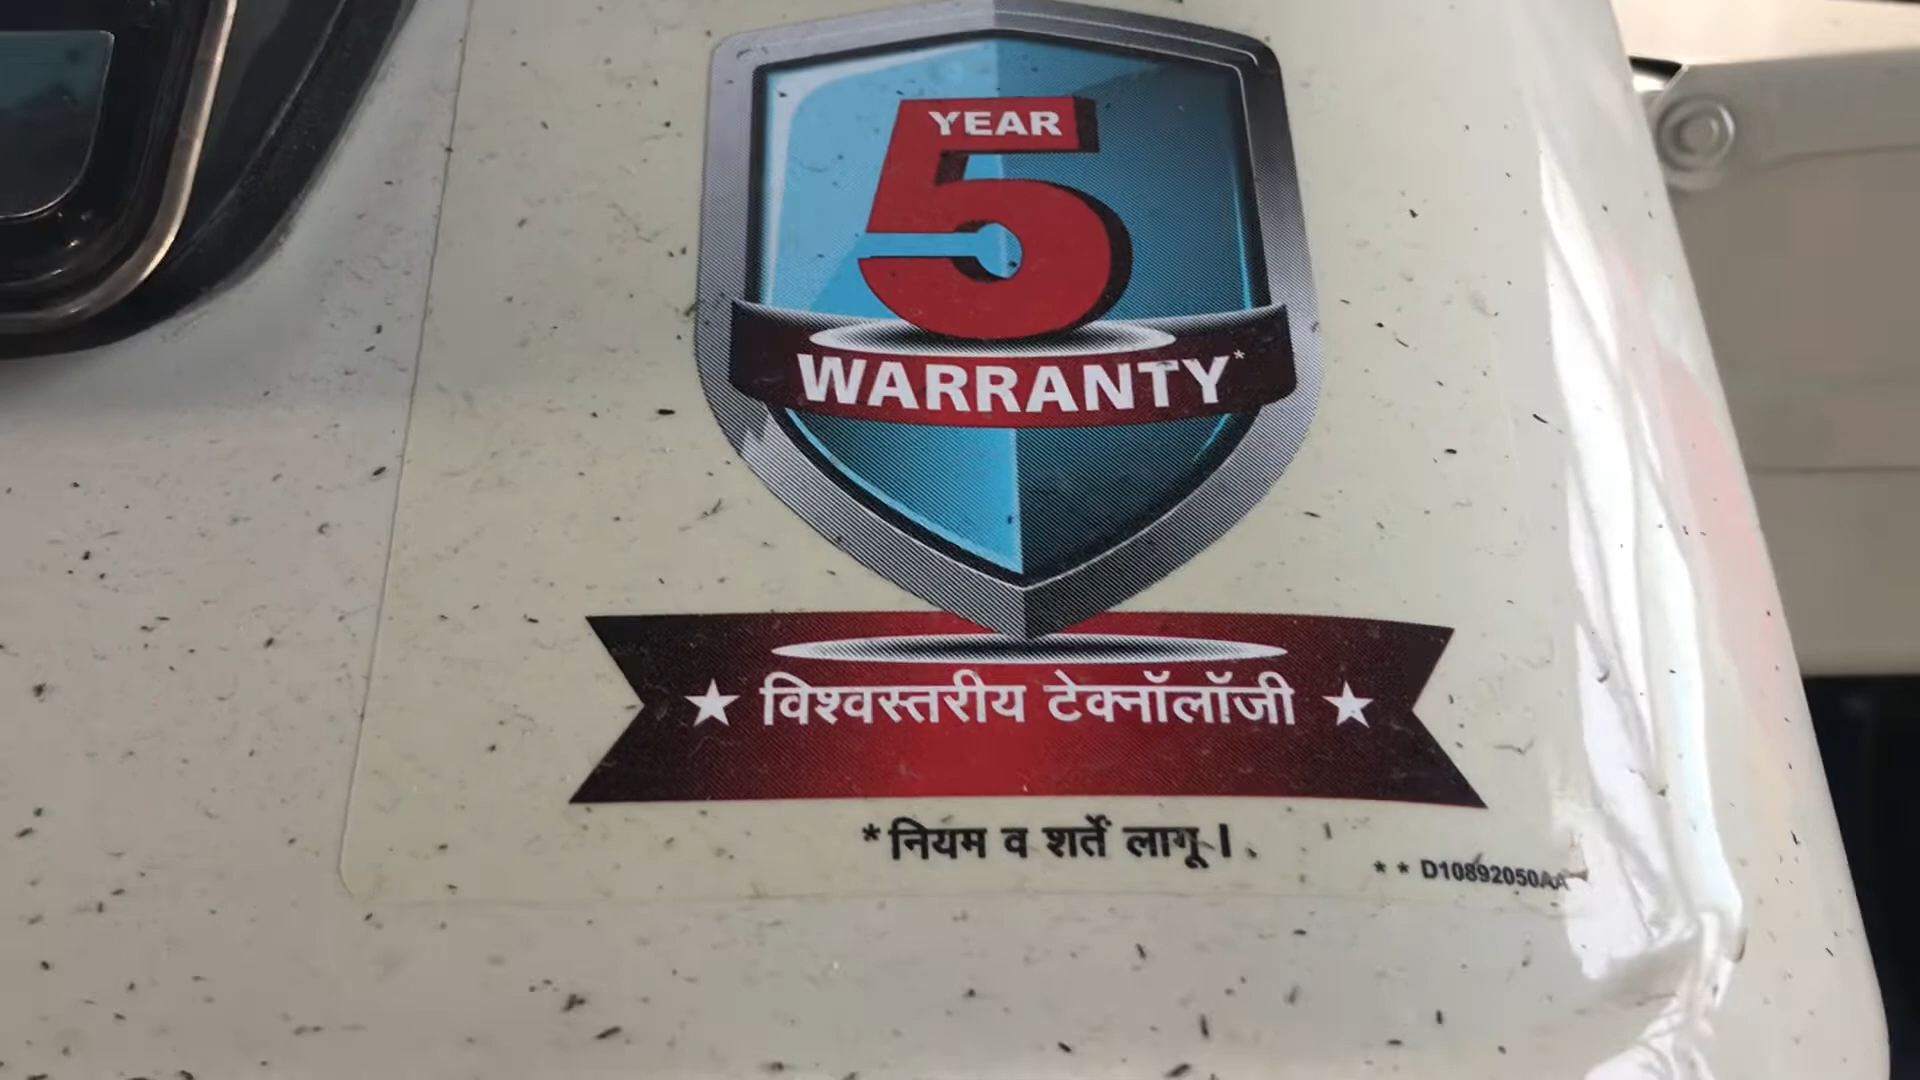 YEAR
5
WARRANTY*
★ विश्वस्तरीय टेक्नॉलॉजी ★
*नियम व शर्तें लागू।
* * D10892050AA